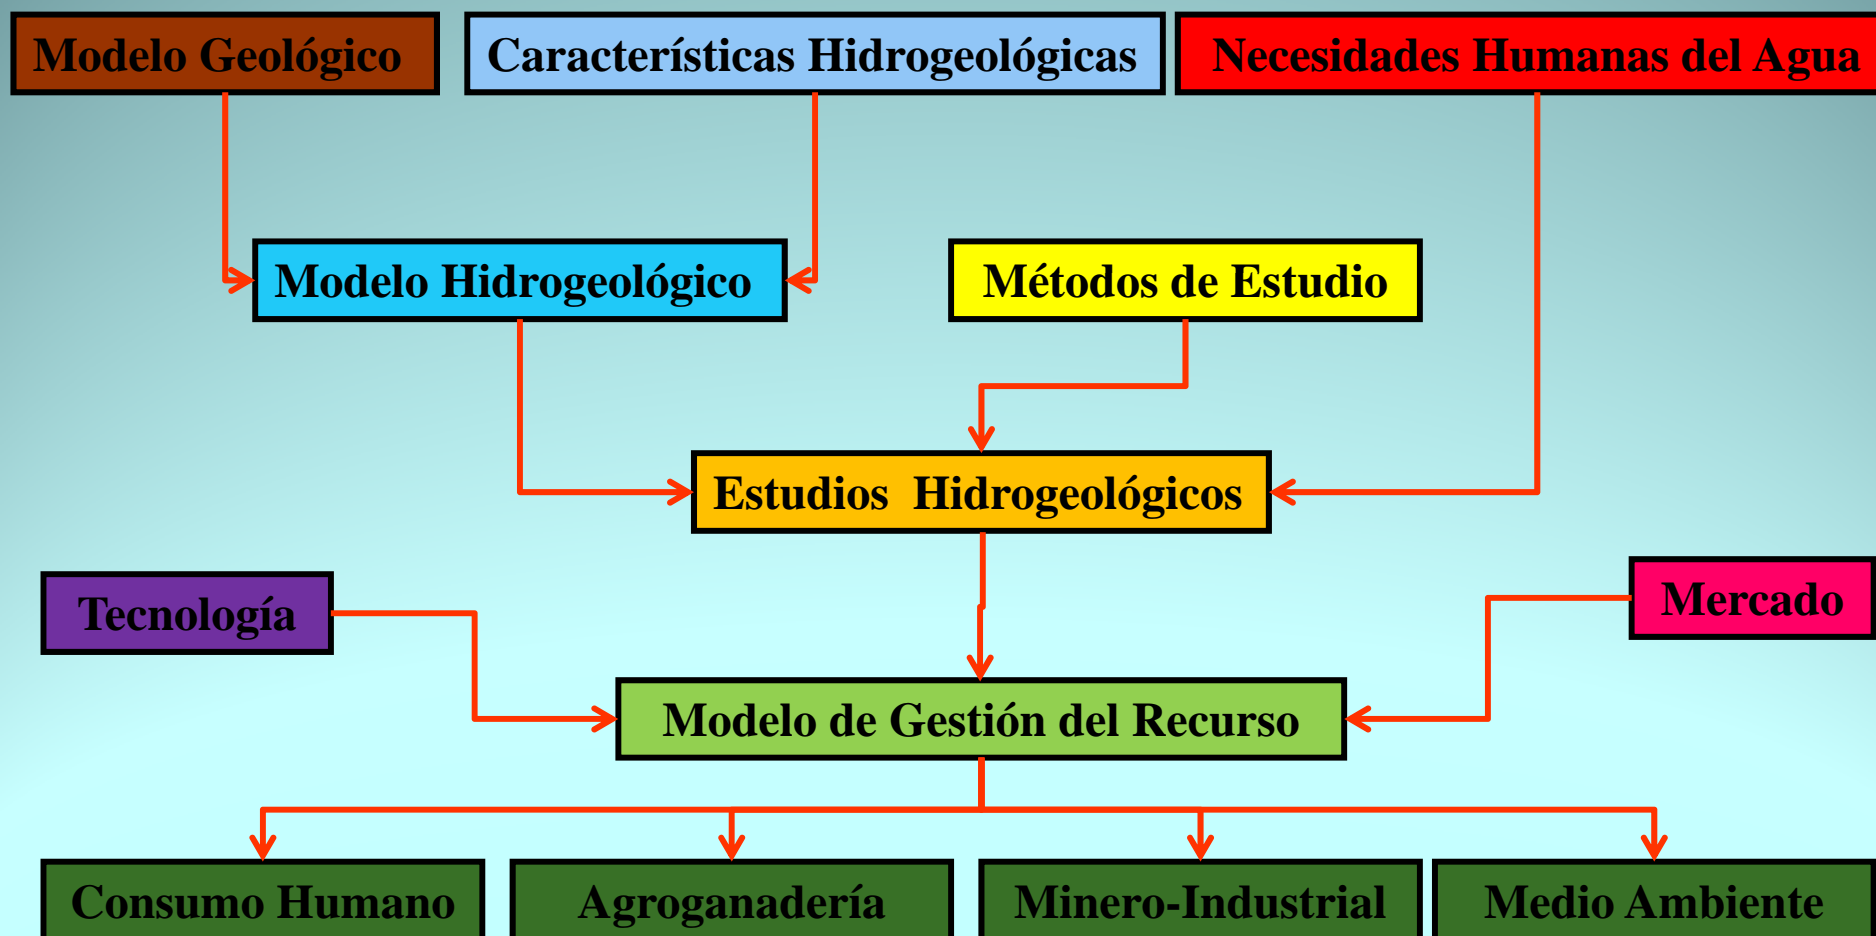 Modelo Geológico
Características Hidrogeológicas
Necesidades Humanas del Agua
Modelo Hidrogeológico
Métodos de Estudio
Estudios  Hidrogeológicos
Tecnología
Mercado
Modelo de Gestión del Recurso
Consumo Humano
Agroganadería
Minero-Industrial
Medio Ambiente